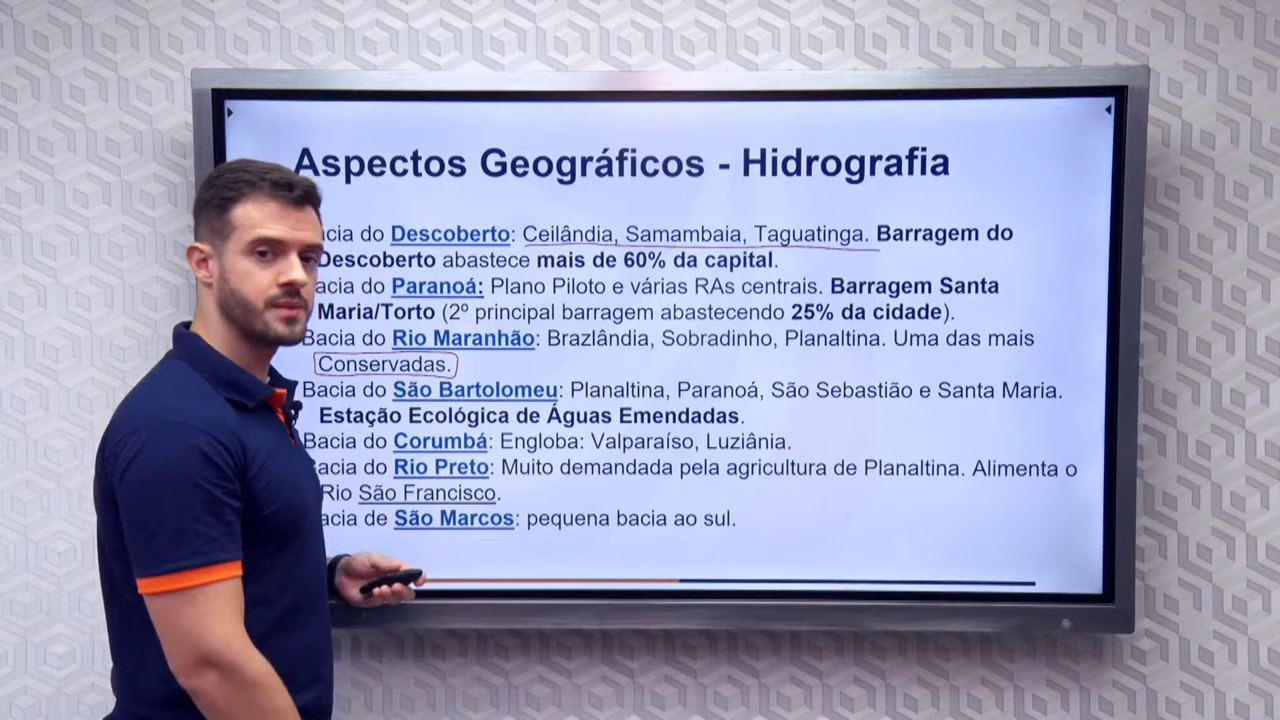 Aspectos Geográficos - Hidrografia
acia do Descoberto: Ceilândia, Samambaia, Taguatinga. Barragem do
Descoberto abastece mais de 60% da capital.
acia do Paranoá: Plano Piloto e várias RAs centrais. Barragem Santa
Maria/Torto (2º principal barragem abastecendo 25% da cidade).
Bacia do Rio Maranhão: Brazlândia, Sobradinho, Planaltina. Uma das mais
Conservadas.
Bacia do São Bartolomeu: Planaltina, Paranoá, São Sebastião e Santa Maria.
Estação Ecológica de Águas Emendadas.
Bacia do Corumbá: Engloba: Valparaíso, Luziânia.
Bacia do Rio Preto: Muito demandada pela agricultura de Planaltina. Alimenta o
Rio São Francisco.
acia de São Marcos: pequena bacia ao sul.